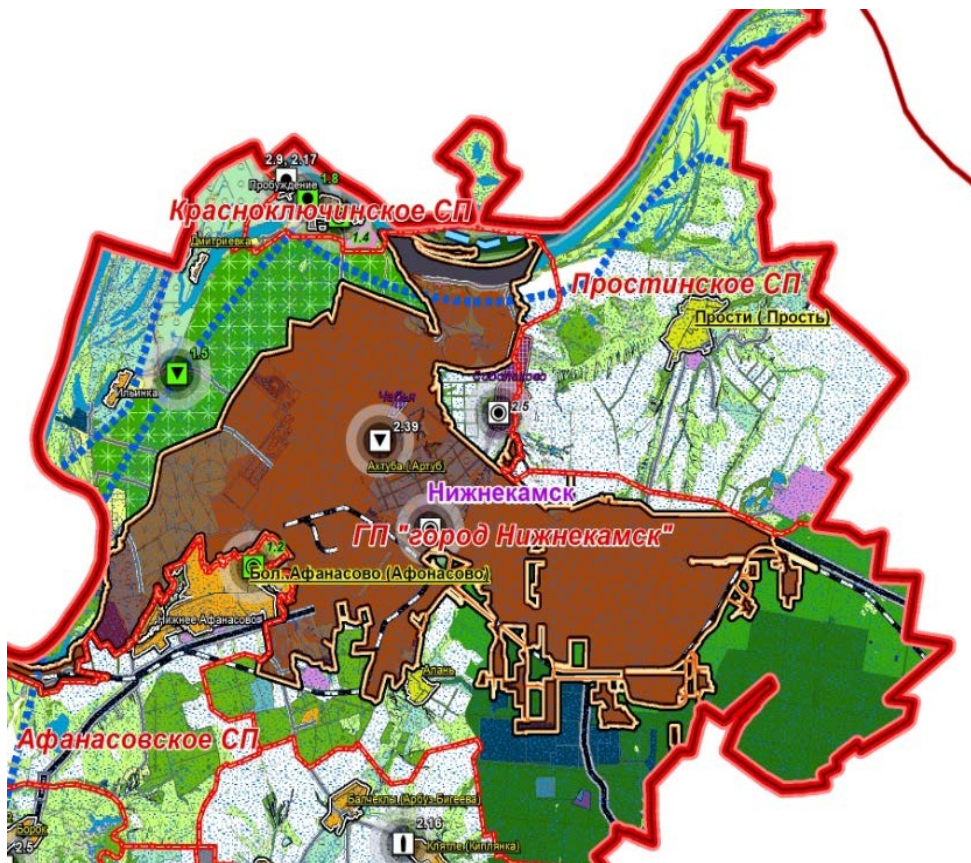 2.9, 2.17
Пробуждение
1.8
Красноключинское СП
1.4
Дмитриевка
Простинское СП
Прости ( Прость)
1.5
Ильинка
2.5
2.39
Ахтуба (Артуб)
Нижнекамск
ГП "город Нижнекамск"
1.2
Бол. Афанасово (Афонасово)
Нижнее Афанасово
Алань
Афанасовское СП
Балчеклы (Арбуз.Бигеева)
2.16
Борок
2.5
Клятле (Киплянка)